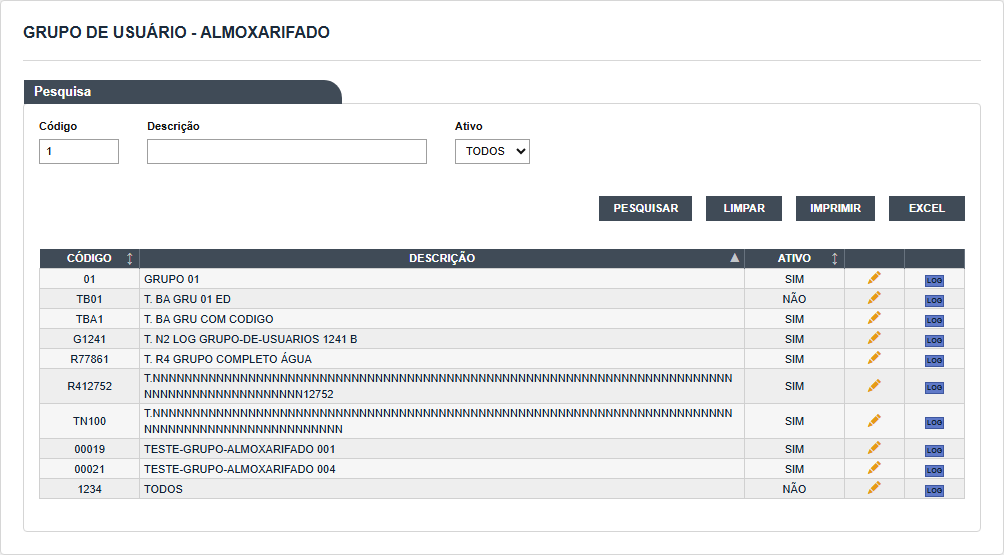 GRUPO DE USUÁRIO - ALMOXARIFADO
Pesquisa
Código Descrição Ativo
1 TODOS
PESQUISAR LIMPAR IMPRIMIR EXCEL
CÓDIGO DESCRIÇÃO ATIVO
01 GRUPO 01 SIM LOG
TB01 T. BA GRU 01 ED NÃO LOG
TBA1 T. BA GRU COM CODIGO SIM LOG
G1241 T. N2 LOG GRUPO-DE-USUARIOS 1241 B SIM LOG
R77861 T. R4 GRUPO COMPLETO ÁGUA SIM LOG
R412752 T.NNNNNNNNNNNNNNNNNNNNNNNNNNNNNNNNNNNNNNNNNNNNNNNNNNNNNNNNNNNNNNNNNNNNNNNNN SIM LOG
NNNNNNNNNNNNNNNNNNNN12752
TN100 T.NNNNNNNNNNNNNNNNNNNNNNNNNNNNNNNNNNNNNNNNNNNNNNNNNNNNNNNNNNNNNNNNNNNNNNNNN SIM LOG
NNNNNNNNNNNNNNNNNNNNNNNNN
00019 TESTE-GRUPO-ALMOXARIFADO 001 SIM LOG
00021 TESTE-GRUPO-ALMOXARIFADO 004 SIM LOG
1234 TODOS NÃO LOG